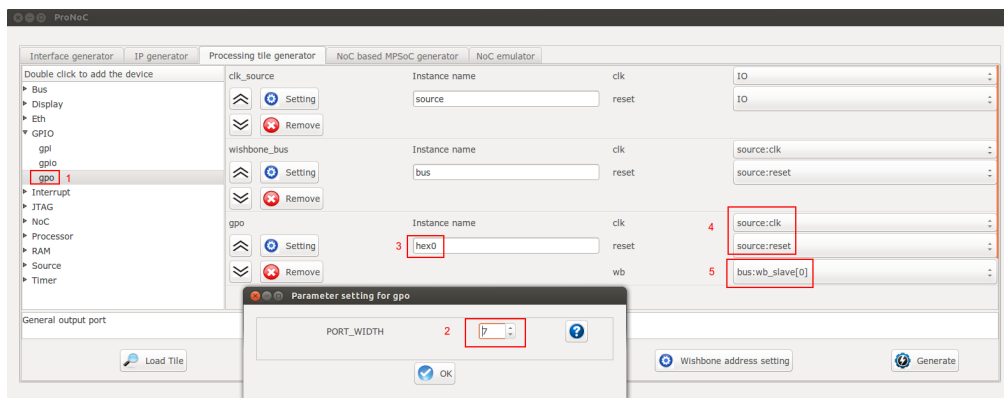 ProNoC
Interface generator IP generator Processing tile generator NoC based MPSoC generator NoC emulator
Double click to add the device
Bus
Display
Eth
GPIO
gpi
gpio
gpo 1
Interrupt
JTAG
NoC
Processor
RAM
Source
Timer
clk_source Instance name clk IO
Setting source reset IO
Remove
wishbone_bus Instance name clk source:clk
Setting bus reset source:reset
Remove
gpo Instance name clk 4 source:clk
Setting 3 hex0 reset source:reset
Remove wb 5 bus:wb_slave[0]
Parameter setting for gpo
PORT_WIDTH 2 7
OK
General output port
Load Tile Wishbone address setting Generate